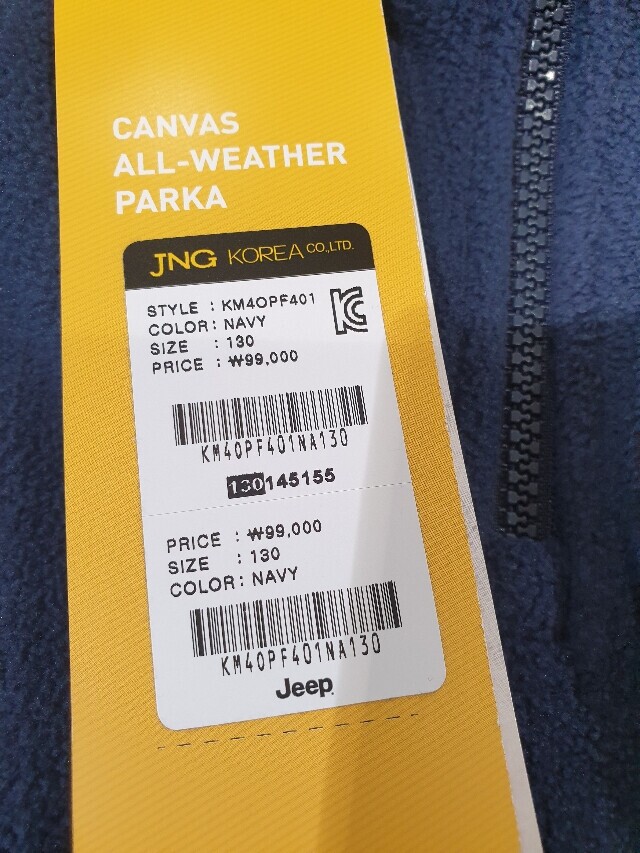 CANVAS
ALL-WEATHER
PARKA
JNG KOREA CO.,LTD.
STYLE : KM4OPF401
COLOR: NAVY
SIZE : 130
PRICE : ₩99,000
KM40PF401NA130
130145155
PRICE : ₩99,000
SIZE : 130
COLOR: NAVY
KM40PF401NA130
Jeep